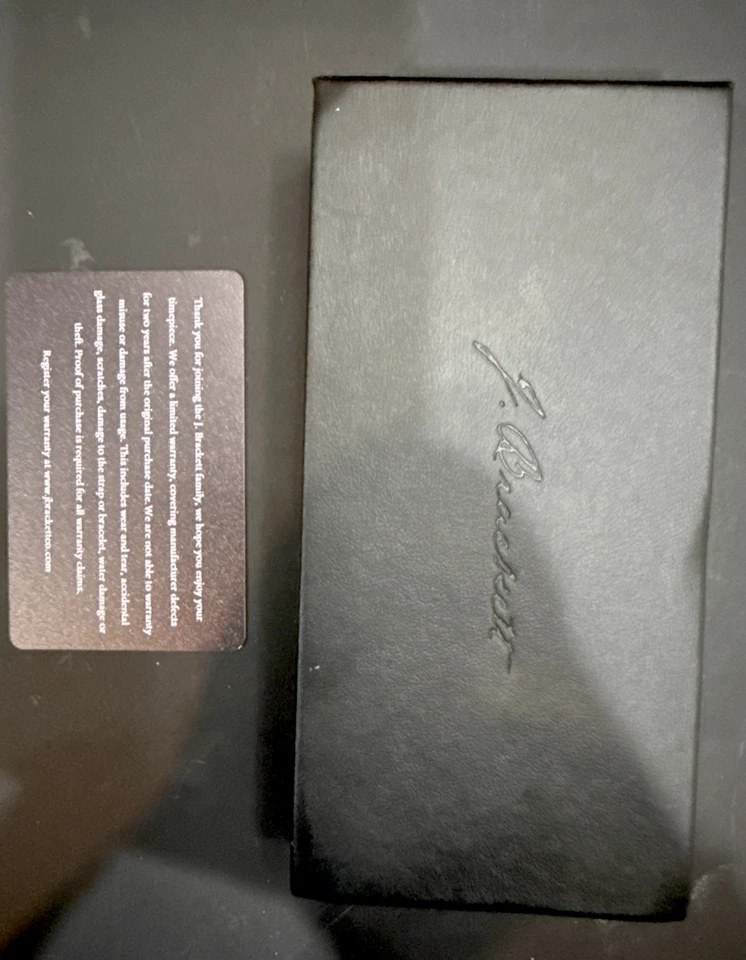 Thank you for joining the J. Brackett family, we hope you enjoy your
timepiece. We offer a limited warranty, covering manufacturer defects
for two years after the original purchase date. We are not able to warranty
misuse or damage from usage. This includes wear and tear, accidental
glass damage, scratches, damage to the strap or bracelet, water damage or
theft. Proof of purchase is required for all warranty claims.
Register your warranty at www.jbrackettco.com
J. Brackett